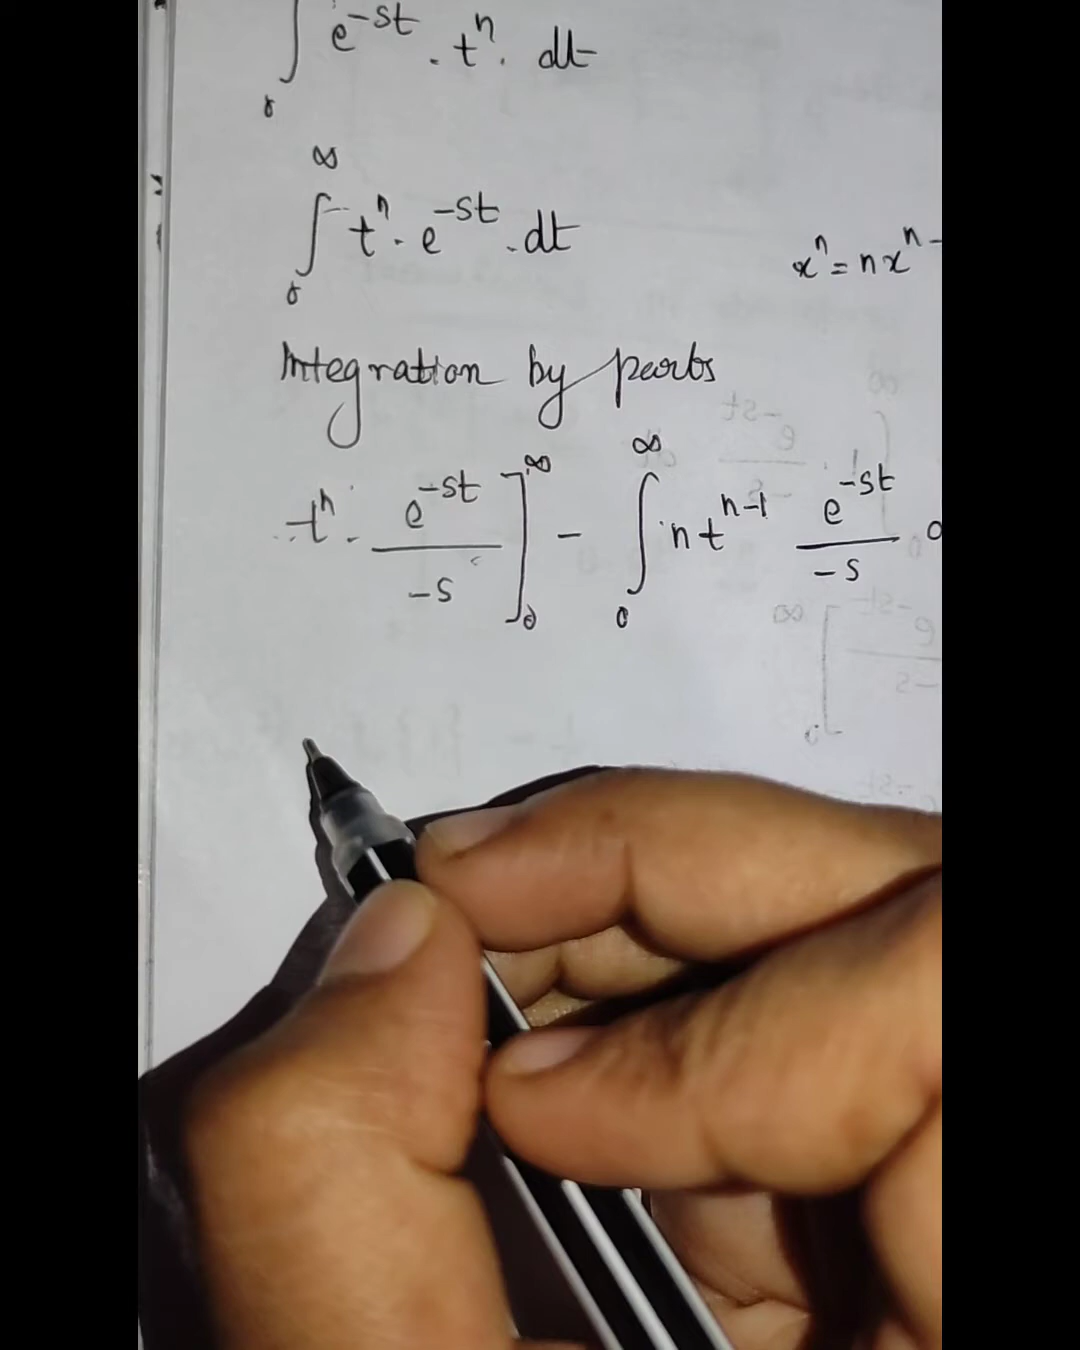 ∫₀ e^-st . t^n . dt
∫₀^∞ t^n . e^-st . dt
x^n = nx^n-
Integration by parts
t^n . e^-st / -s ]₀^∞ - ∫₀^∞ n t^n-1 e^-st / -s